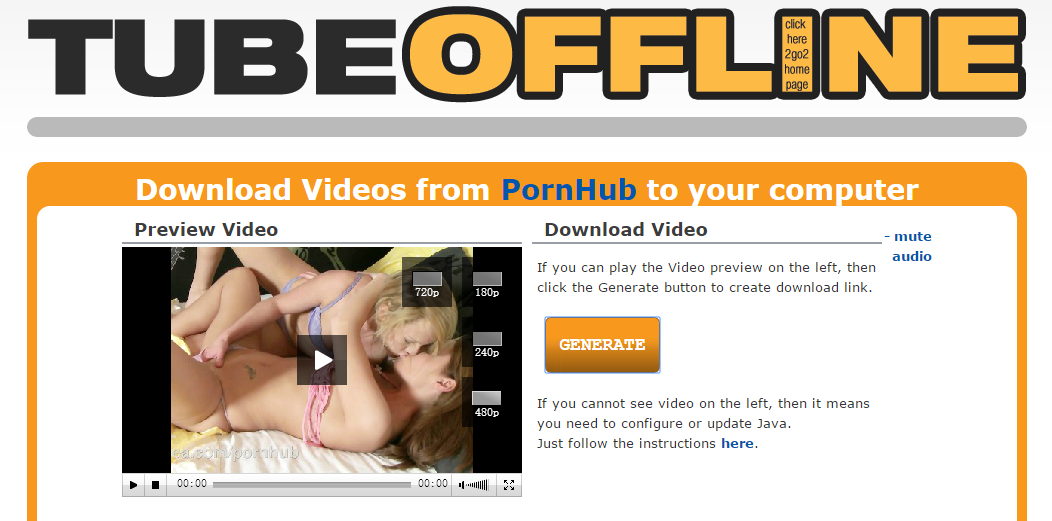 TUBEOFFLINE
click
here
2go2
home
page
Download Videos from PornHub to your computer
Preview Video
Download Video
- mute
audio
720p
180p
240p
480p
If you can play the Video preview on the left, then
click the Generate button to create download link.
GENERATE
If you cannot see video on the left, then it means
you need to configure or update Java.
Just follow the instructions here.
ea.com/pornhub
00:00
00:00